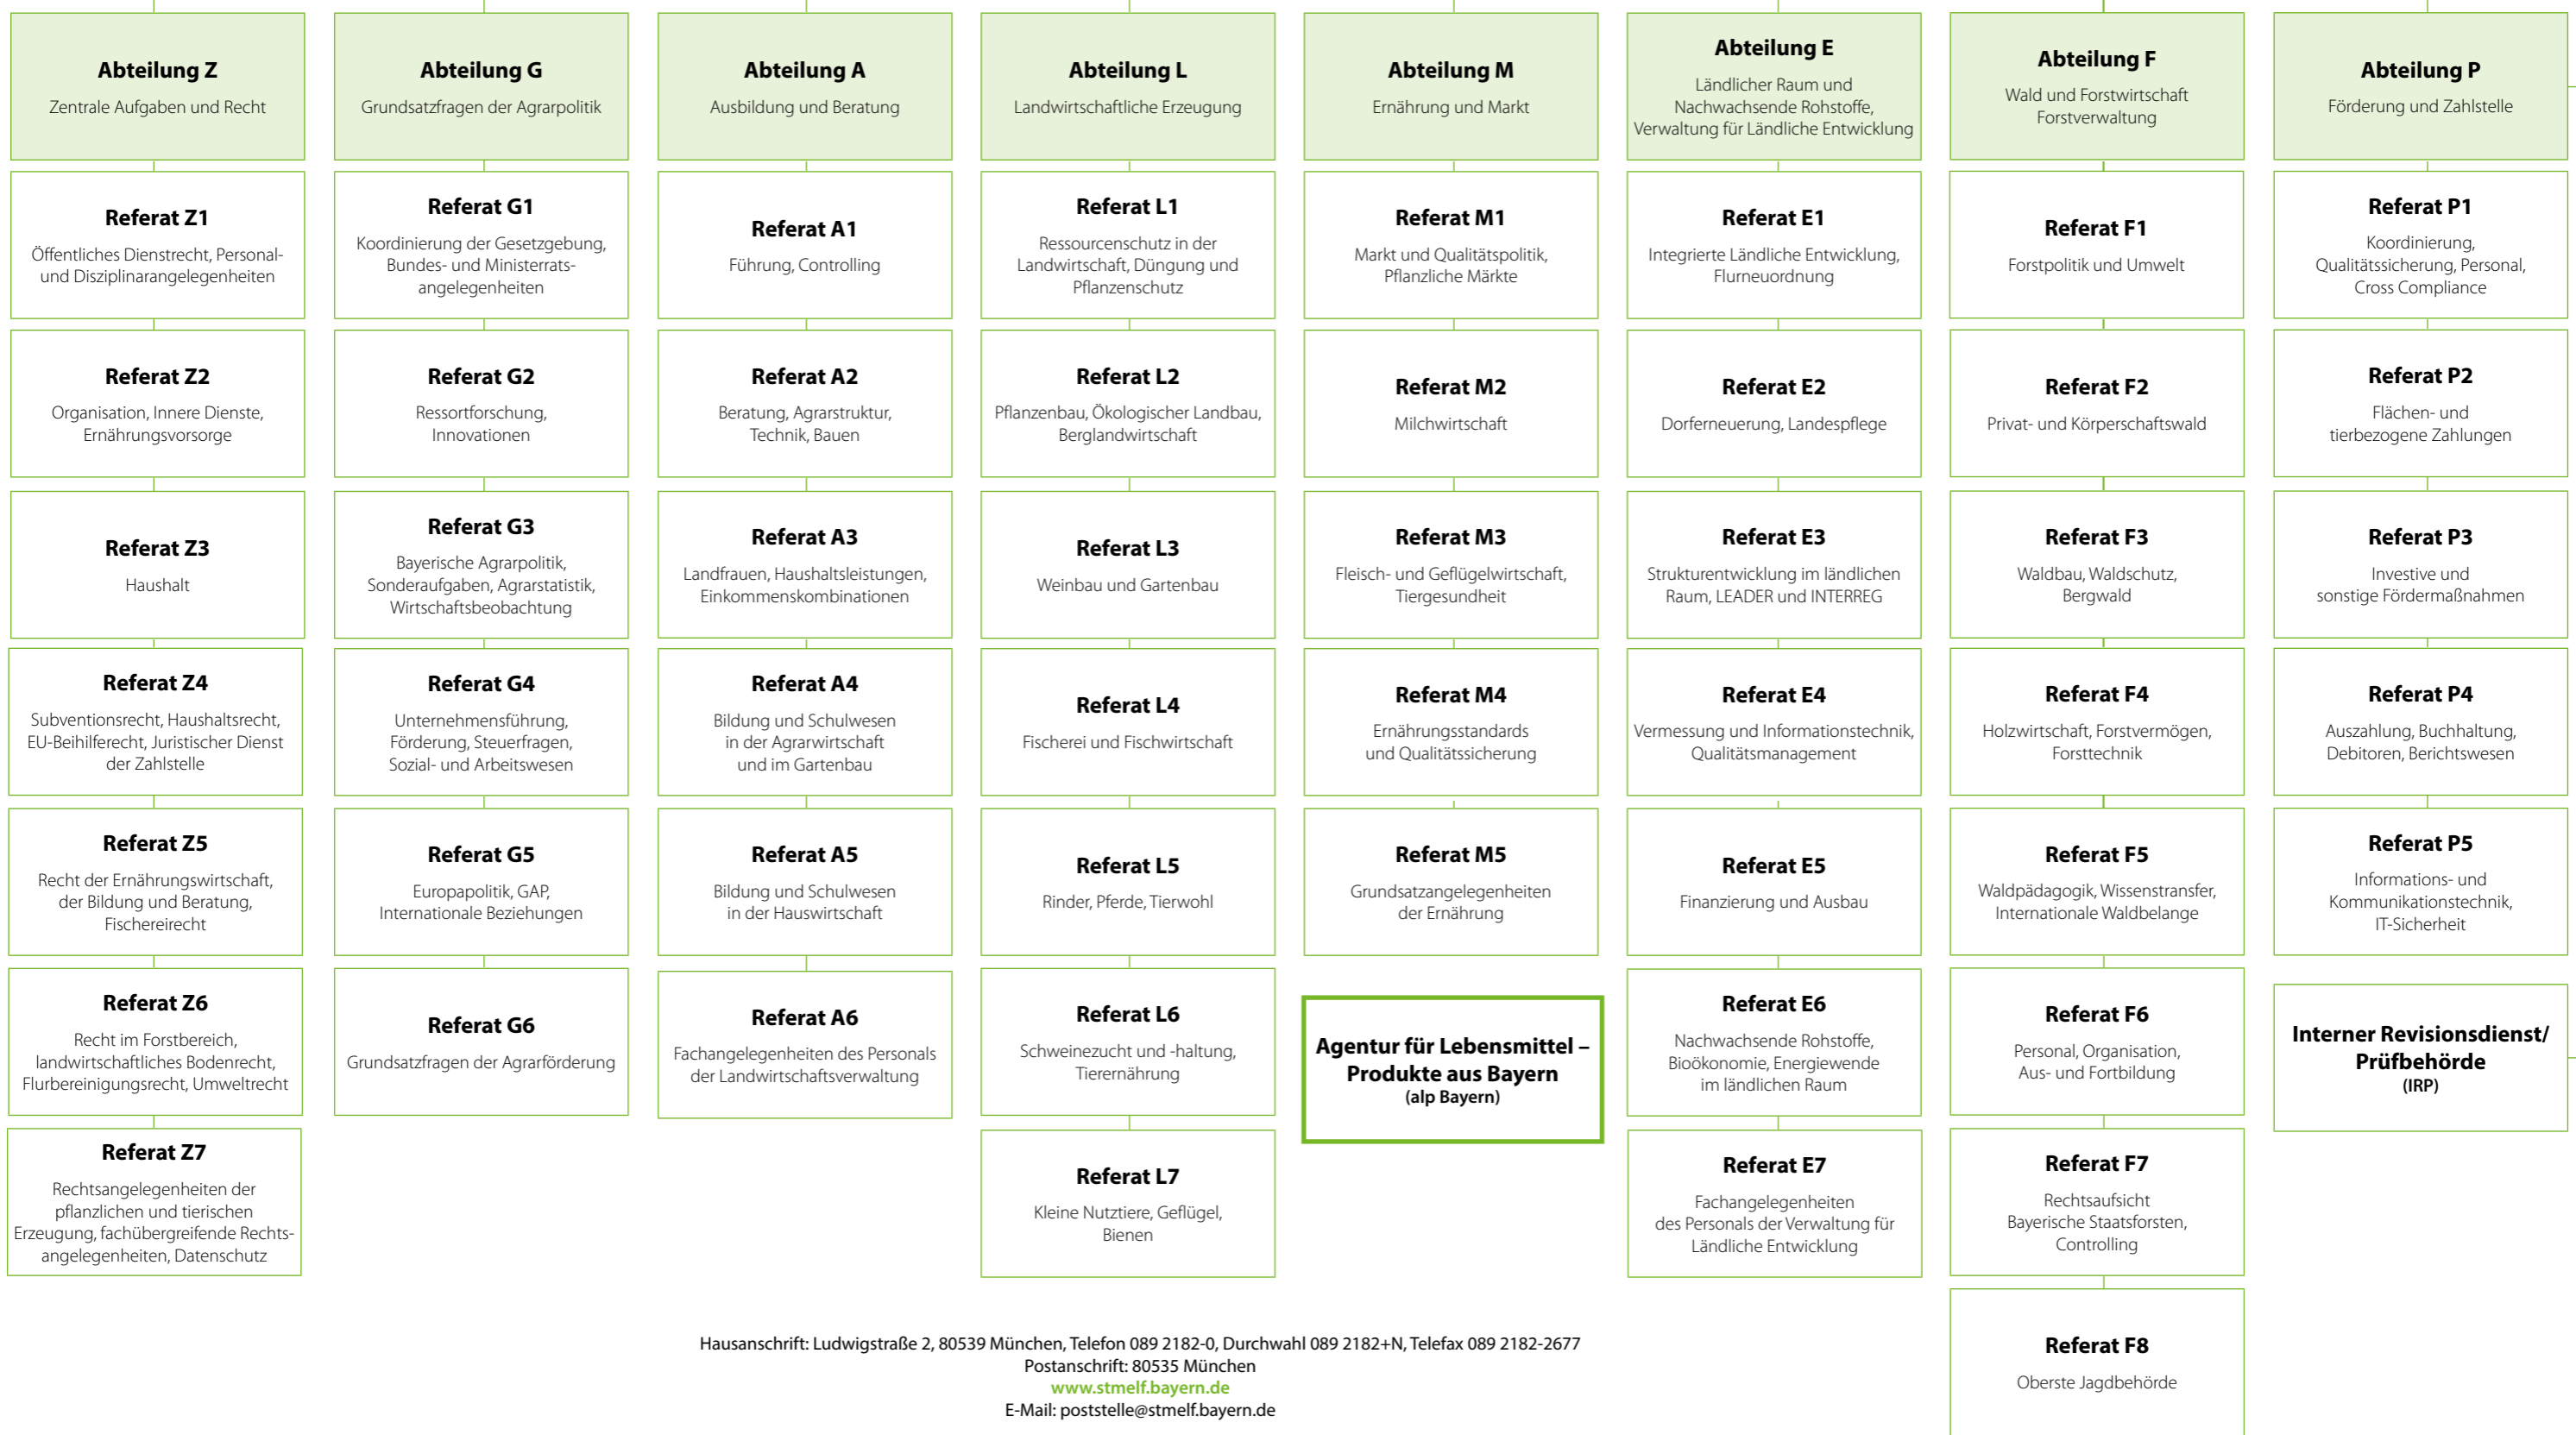 Abteilung Z
Zentrale Aufgaben und Recht
Referat Z1
Öffentliches Dienstrecht, Personal-
und Disziplinarangelegenheiten
Referat Z2
Organisation, Innere Dienste,
Ernährungsvorsorge
Referat Z3
Haushalt
Referat Z4
Subventionsrecht, Haushaltsrecht,
EU-Beihilferecht, Juristischer Dienst
der Zahlstelle
Referat Z5
Recht der Ernährungswirtschaft,
der Bildung und Beratung,
Fischereirecht
Referat Z6
Recht im Forstbereich,
landwirtschaftliches Bodenrecht,
Flurbereinigungsrecht, Umweltrecht
Referat Z7
Rechtsangelegenheiten der
pflanzlichen und tierischen
Erzeugung, fachübergreifende Rechts-
angelegenheiten, Datenschutz
Abteilung G
Grundsatzfragen der Agrarpolitik
Referat G1
Koordinierung der Gesetzgebung,
Bundes- und Ministerrats-
angelegenheiten
Referat G2
Ressortforschung,
Innovationen
Referat G3
Bayerische Agrarpolitik,
Sonderaufgaben, Agrarstatistik,
Wirtschaftsbeobachtung
Referat G4
Unternehmensführung,
Förderung, Steuerfragen,
Sozial- und Arbeitswesen
Referat G5
Europapolitik, GAP,
Internationale Beziehungen
Referat G6
Grundsatzfragen der Agrarförderung
Abteilung A
Ausbildung und Beratung
Referat A1
Führung, Controlling
Referat A2
Beratung, Agrarstruktur,
Technik, Bauen
Referat A3
Landfrauen, Haushaltsleistungen,
Einkommenskombinationen
Referat A4
Bildung und Schulwesen
in der Agrarwirtschaft
und im Gartenbau
Referat A5
Bildung und Schulwesen
in der Hauswirtschaft
Referat A6
Fachangelegenheiten des Personals
der Landwirtschaftsverwaltung
Abteilung L
Landwirtschaftliche Erzeugung
Referat L1
Ressourcenschutz in der
Landwirtschaft, Düngung und
Pflanzenschutz
Referat L2
Pflanzenbau, Ökologischer Landbau,
Berglandwirtschaft
Referat L3
Weinbau und Gartenbau
Referat L4
Fischerei und Fischwirtschaft
Referat L5
Rinder, Pferde, Tierwohl
Referat L6
Schweinezucht und -haltung,
Tierernährung
Referat L7
Kleine Nutztiere, Geflügel,
Bienen
Abteilung M
Ernährung und Markt
Referat M1
Markt und Qualitätspolitik,
Pflanzliche Märkte
Referat M2
Milchwirtschaft
Referat M3
Fleisch- und Geflügelwirtschaft,
Tiergesundheit
Referat M4
Ernährungsstandards
und Qualitätssicherung
Referat M5
Grundsatzangelegenheiten
der Ernährung
Agentur für Lebensmittel –
Produkte aus Bayern
(alp Bayern)
Abteilung E
Ländlicher Raum und
Nachwachsende Rohstoffe,
Verwaltung für Ländliche Entwicklung
Referat E1
Integrierte Ländliche Entwicklung,
Flurneuordnung
Referat E2
Dorferneuerung, Landespflege
Referat E3
Strukturentwicklung im ländlichen
Raum, LEADER und INTERREG
Referat E4
Vermessung und Informationstechnik,
Qualitätsmanagement
Referat E5
Finanzierung und Ausbau
Referat E6
Nachwachsende Rohstoffe,
Bioökonomie, Energiewende
im ländlichen Raum
Referat E7
Fachangelegenheiten
des Personals der Verwaltung für
Ländliche Entwicklung
Abteilung F
Wald und Forstwirtschaft
Forstverwaltung
Referat F1
Forstpolitik und Umwelt
Referat F2
Privat- und Körperschaftswald
Referat F3
Waldbau, Waldschutz,
Bergwald
Referat F4
Holzwirtschaft, Forstvermögen,
Forsttechnik
Referat F5
Waldpädagogik, Wissenstransfer,
Internationale Waldbelange
Referat F6
Personal, Organisation,
Aus- und Fortbildung
Referat F7
Rechtsaufsicht
Bayerische Staatsforsten,
Controlling
Referat F8
Oberste Jagdbehörde
Abteilung P
Förderung und Zahlstelle
Referat P1
Koordinierung,
Qualitätssicherung, Personal,
Cross Compliance
Referat P2
Flächen- und
tierbezogene Zahlungen
Referat P3
Investive und
sonstige Fördermaßnahmen
Referat P4
Auszahlung, Buchhaltung,
Debitoren, Berichtswesen
Referat P5
Informations- und
Kommunikationstechnik,
IT-Sicherheit
Interner Revisionsdienst/
Prüfbehörde
(IRP)
Hausanschrift: Ludwigstraße 2, 80539 München, Telefon 089 2182-0, Durchwahl 089 2182+N, Telefax 089 2182-2677
Postanschrift: 80535 München
www.stmelf.bayern.de
E-Mail: poststelle@stmelf.bayern.de